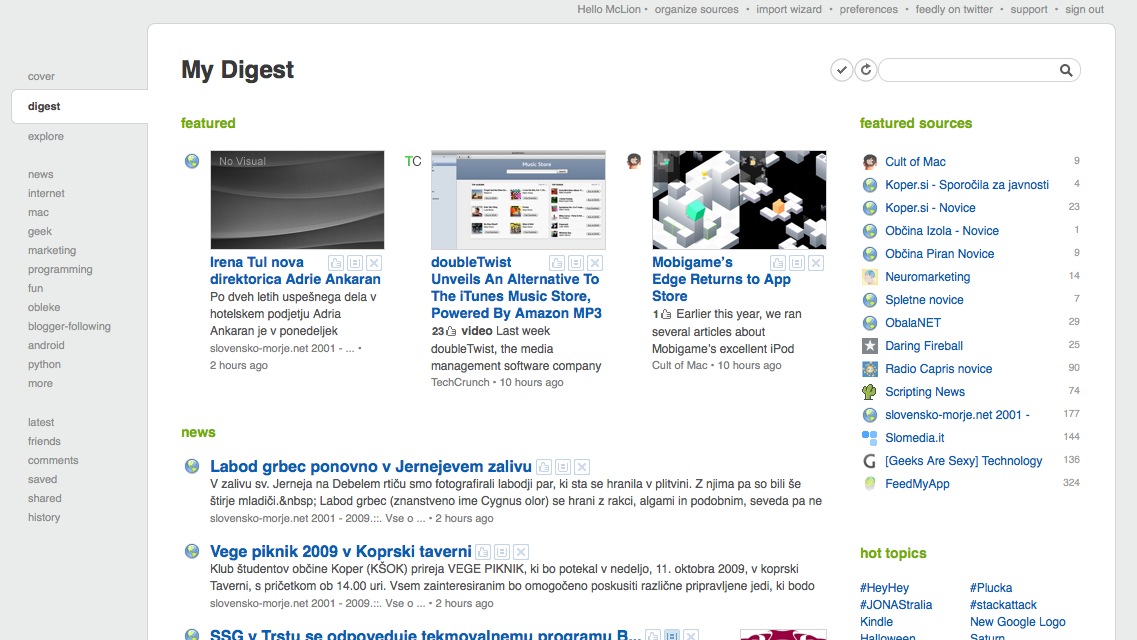 Hello McLion • organize sources • import wizard • preferences • feedly on twitter • support • sign out
cover
digest
explore
news
internet
mac
geek
marketing
programming
fun
obleke
blogger-following
android
python
more
latest
friends
comments
saved
shared
history
My Digest
featured
No Visual
Irena Tul nova
direktorica Adrie Ankaran
Po dveh letih uspešnega dela v
hotelskem podjetju Adria
Ankaran je v ponedeljek
slovensko-morje.net 2001 - ... •
2 hours ago
TC
Music Store
doubleTwist
Unveils An Alternative To
The iTunes Music Store,
Powered By Amazon MP3
23 video Last week
doubleTwist, the media
management software company
TechCrunch • 10 hours ago
Mobigame's
Edge Returns to App
Store
1 Earlier this year, we ran
several articles about
Mobigame's excellent iPod
Cult of Mac • 10 hours ago
news
Labod grbec ponovno v Jernejevem zalivu
V zalivu sv. Jerneja na Debelem rtiču smo fotografirali labodji par, ki sta se hranila v plitvini. Z njima pa so bili še
štirje mladiči.&nbsp; Labod grbec (znanstveno ime Cygnus olor) se hrani z rakci, algami in podobnim, seveda pa ne
slovensko-morje.net 2001 - 2009.::. Vse o ... • 2 hours ago
Vege piknik 2009 v Koprski taverni
Klub študentov občine Koper (KŠOK) prireja VEGE PIKNIK, ki bo potekal v nedeljo, 11. oktobra 2009, v koprski
Taverni, s pričetkom ob 14.00 uri. Vsem zainteresiranim bo omogočeno poskusiti različne pripravljene jedi, ki bodo
slovensko-morje.net 2001 - 2009.::. Vse o ... • 2 hours ago
SSG v Trstu se odpoveduje tekmovalnemu programu B...
featured sources
Cult of Mac 9
Koper.si - Sporočila za javnosti 4
Koper.si - Novice 23
Občina Izola - Novice 1
Občina Piran Novice 9
Neuromarketing 14
Spletne novice 7
ObalaNET 29
Daring Fireball 25
Radio Capris novice 90
Scripting News 74
slovensko-morje.net 2001 - 177
Slomedia.it 144
[Geeks Are Sexy] Technology 136
FeedMyApp 324
hot topics
#HeyHey #Plucka
#JONAStralia #stackattack
Kindle New Google Logo
Halloween Saturn